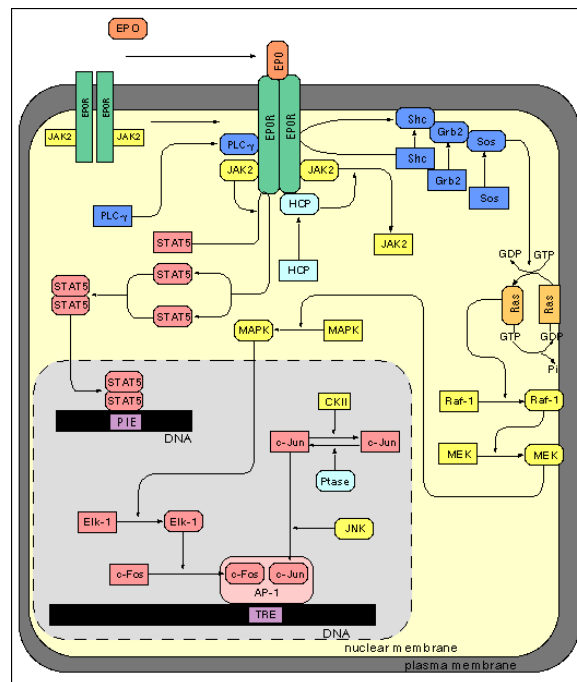 EPO
EPO
EPOR
EPOR
EPOR
EPOR
JAK2
JAK2
PLC-γ
JAK2
JAK2
Shc
Grb2
Sos
Shc
Grb2
Sos
PLC-γ
HCP
STAT5
JAK2
HCP
STAT5
STAT5
STAT5
STAT5
GDP
GTP
Ras
Ras
GTP
GDP
Pi
MAPK
MAPK
STAT5
STAT5
PIE
DNA
CKII
Raf-1
Raf-1
c-Jun
c-Jun
MEK
MEK
Ptase
Elk-1
Elk-1
JNK
c-Fos
c-Fos
c-Jun
AP-1
TRE
DNA
nuclear membrane
plasma membrane